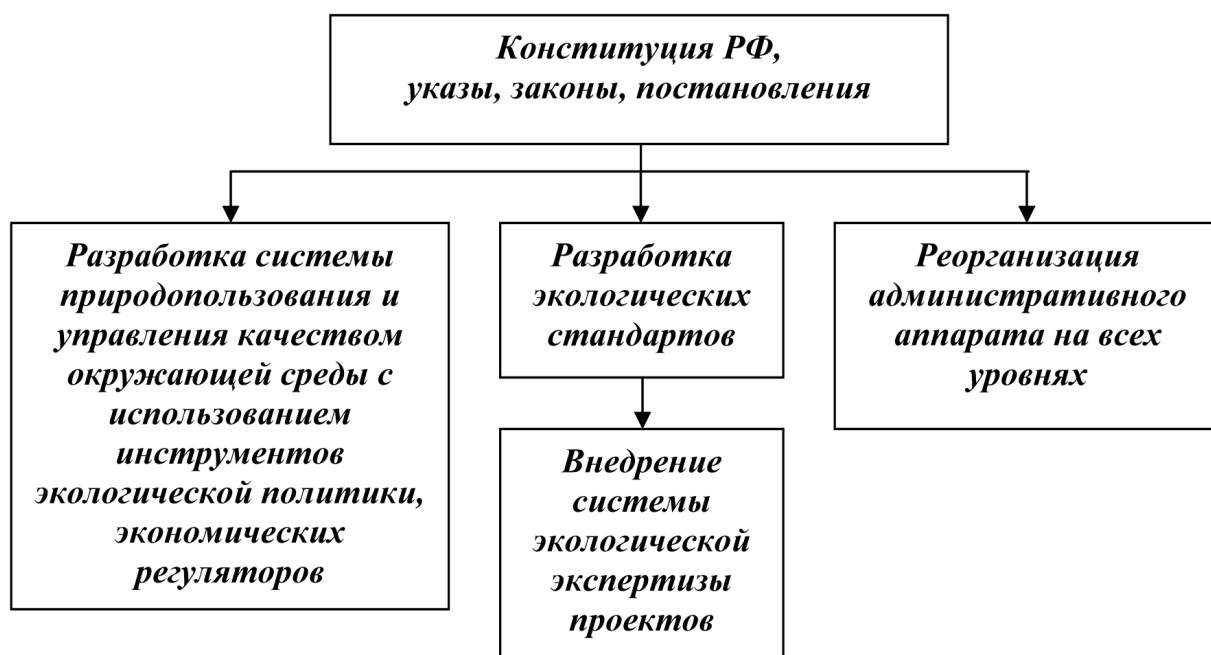 Конституция РФ,
указы, законы, постановления
Разработка системы
природопользования и
управления качеством
окружающей среды с
использованием
инструментов
экологической политики,
экономических
регуляторов
Разработка
экологических
стандартов
Внедрение
системы
экологической
экспертизы
проектов
Реорганизация
административного
аппарата на всех
уровнях